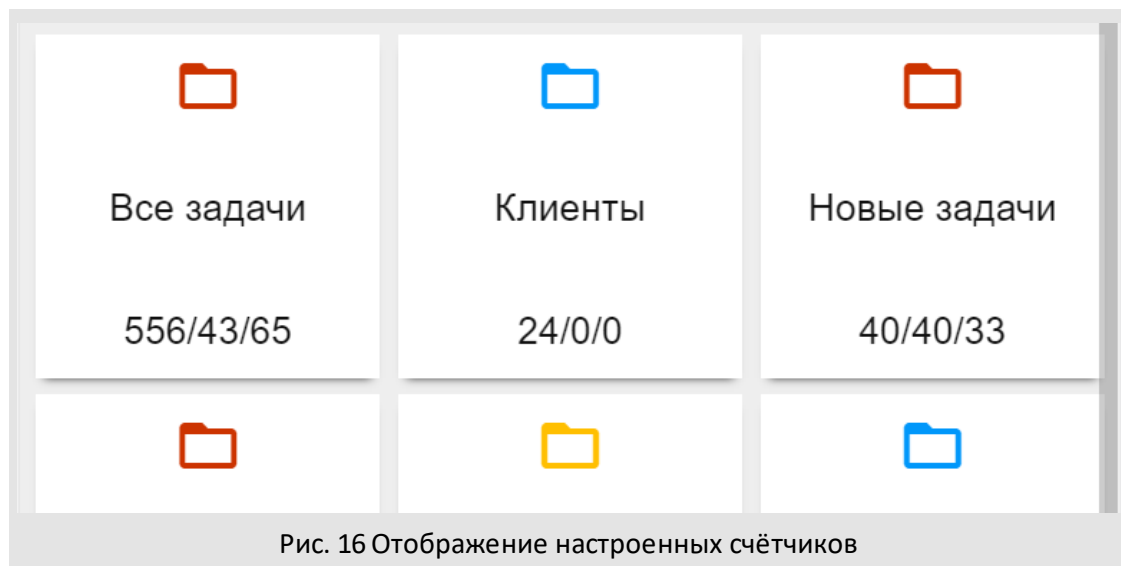 Все задачи
Клиенты
Новые задачи
556/43/65
24/0/0
40/40/33
Рис. 16 Отображение настроенных счётчиков